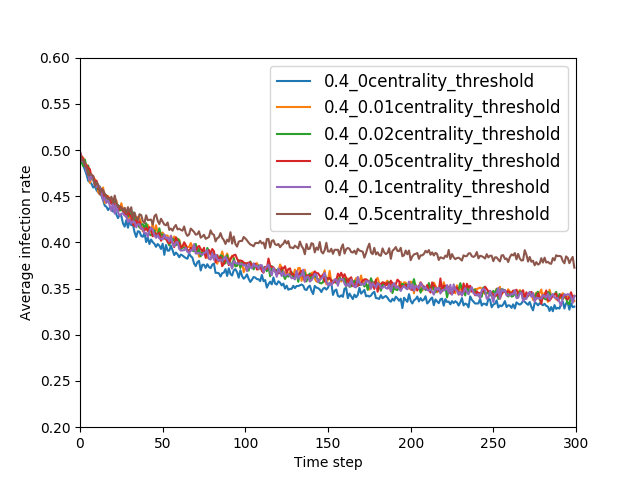 0.60
0.55
0.50
0.45
0.40
0.35
0.30
0.25
0.20
Average infection rate
0.4_0centrality_threshold
0.4_0.01centrality_threshold
0.4_0.02centrality_threshold
0.4_0.05centrality_threshold
0.4_0.1centrality_threshold
0.4_0.5centrality_threshold
0 50 100 150 200 250 300
Time step